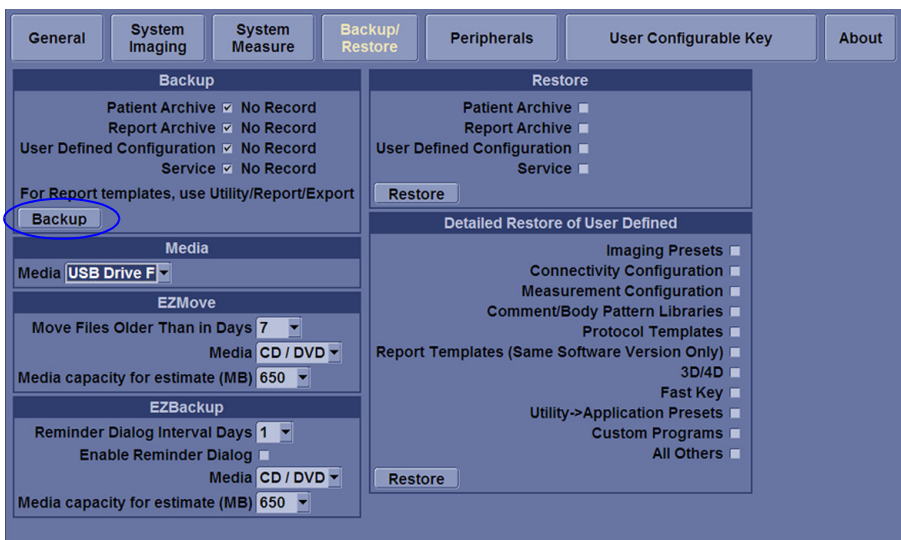 General
System Imaging
System Measure
Backup/ Restore
Peripherals
User Configurable Key
About
Backup
Patient Archive No Record
Report Archive No Record
User Defined Configuration No Record
Service No Record
For Report templates, use Utility/Report/Export
Backup
Media
Media USB Drive F
EZMove
Move Files Older Than in Days 7
Media CD / DVD
Media capacity for estimate (MB) 650
EZBackup
Reminder Dialog Interval Days 1
Enable Reminder Dialog
Media CD / DVD
Media capacity for estimate (MB) 650
Restore
Patient Archive
Report Archive
User Defined Configuration
Service
Restore
Detailed Restore of User Defined
Imaging Presets
Connectivity Configuration
Measurement Configuration
Comment/Body Pattern Libraries
Protocol Templates
Report Templates (Same Software Version Only)
3D/4D
Fast Key
Utility->Application Presets
Custom Programs
All Others
Restore